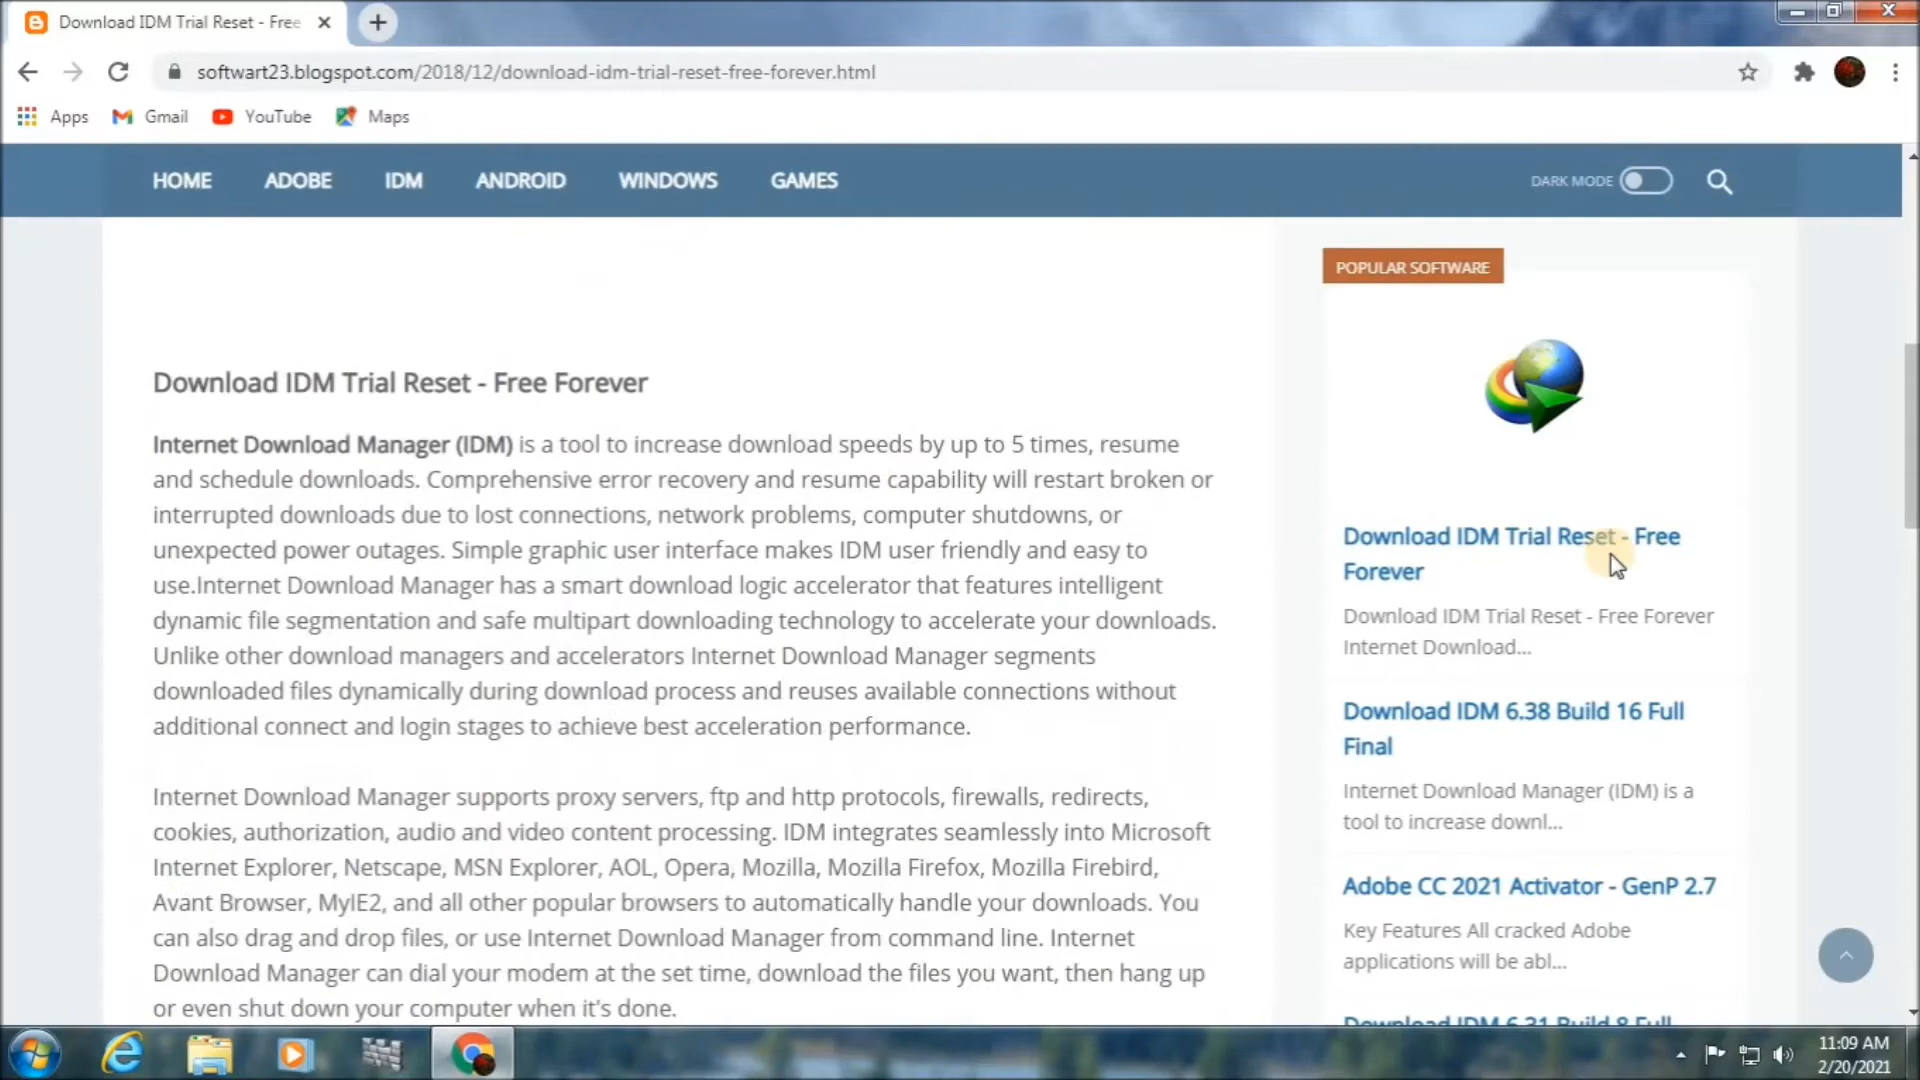 Download IDM Trial Reset - Free
softwart23.blogspot.com/2018/12/download-idm-trial-reset-free-forever.html
Apps Gmail YouTube Maps
HOME ADOBE IDM ANDROID WINDOWS GAMES DARK MODE
Download IDM Trial Reset - Free Forever
Internet Download Manager (IDM) is a tool to increase download speeds by up to 5 times, resume
and schedule downloads. Comprehensive error recovery and resume capability will restart broken or
interrupted downloads due to lost connections, network problems, computer shutdowns, or
unexpected power outages. Simple graphic user interface makes IDM user friendly and easy to
use.Internet Download Manager has a smart download logic accelerator that features intelligent
dynamic file segmentation and safe multipart downloading technology to accelerate your downloads.
Unlike other download managers and accelerators Internet Download Manager segments
downloaded files dynamically during download process and reuses available connections without
additional connect and login stages to achieve best acceleration performance.
Internet Download Manager supports proxy servers, ftp and http protocols, firewalls, redirects,
cookies, authorization, audio and video content processing. IDM integrates seamlessly into Microsoft
Internet Explorer, Netscape, MSN Explorer, AOL, Opera, Mozilla, Mozilla Firefox, Mozilla Firebird,
Avant Browser, MyIE2, and all other popular browsers to automatically handle your downloads. You
can also drag and drop files, or use Internet Download Manager from command line. Internet
Download Manager can dial your modem at the set time, download the files you want, then hang up
or even shut down your computer when it's done.
POPULAR SOFTWARE
Download IDM Trial Reset - Free
Forever
Download IDM Trial Reset - Free Forever
Internet Download...
Download IDM 6.38 Build 16 Full
Final
Internet Download Manager (IDM) is a
tool to increase downl...
Adobe CC 2021 Activator - GenP 2.7
Key Features All cracked Adobe
applications will be abl...
Download IDM 6.31 Build 8 Full
11:09 AM
2/20/2021